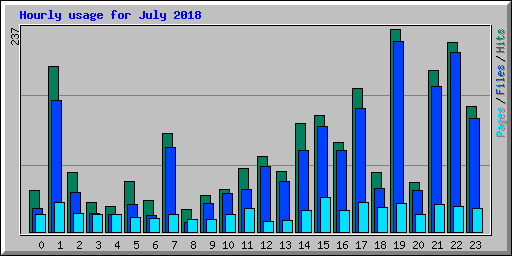 Hourly usage for July 2018
237
Pages/Files/Hits
0 1 2 3 4 5 6 7 8 9 10 11 12 13 14 15 16 17 18 19 20 21 22 23